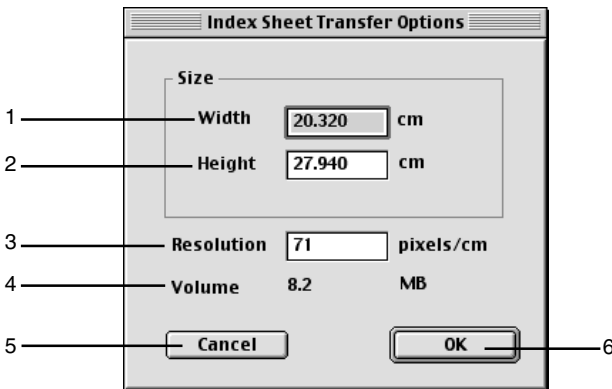 Index Sheet Transfer Options
Size
1 Width 20.320 cm
2 Height 27.940 cm
3 Resolution 71 pixels/cm
4 Volume 8.2 MB
5 Cancel OK 6